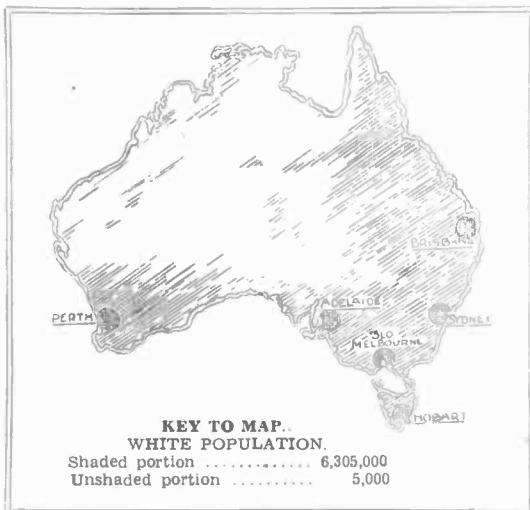 BRISBANE
PERTH
ADELAIDE
SYDNEY
3LO
MELBOURNE
HOBART
KEY TO MAP.
WHITE POPULATION.
Shaded portion ............. 6,305,000
Unshaded portion .......... 5,000